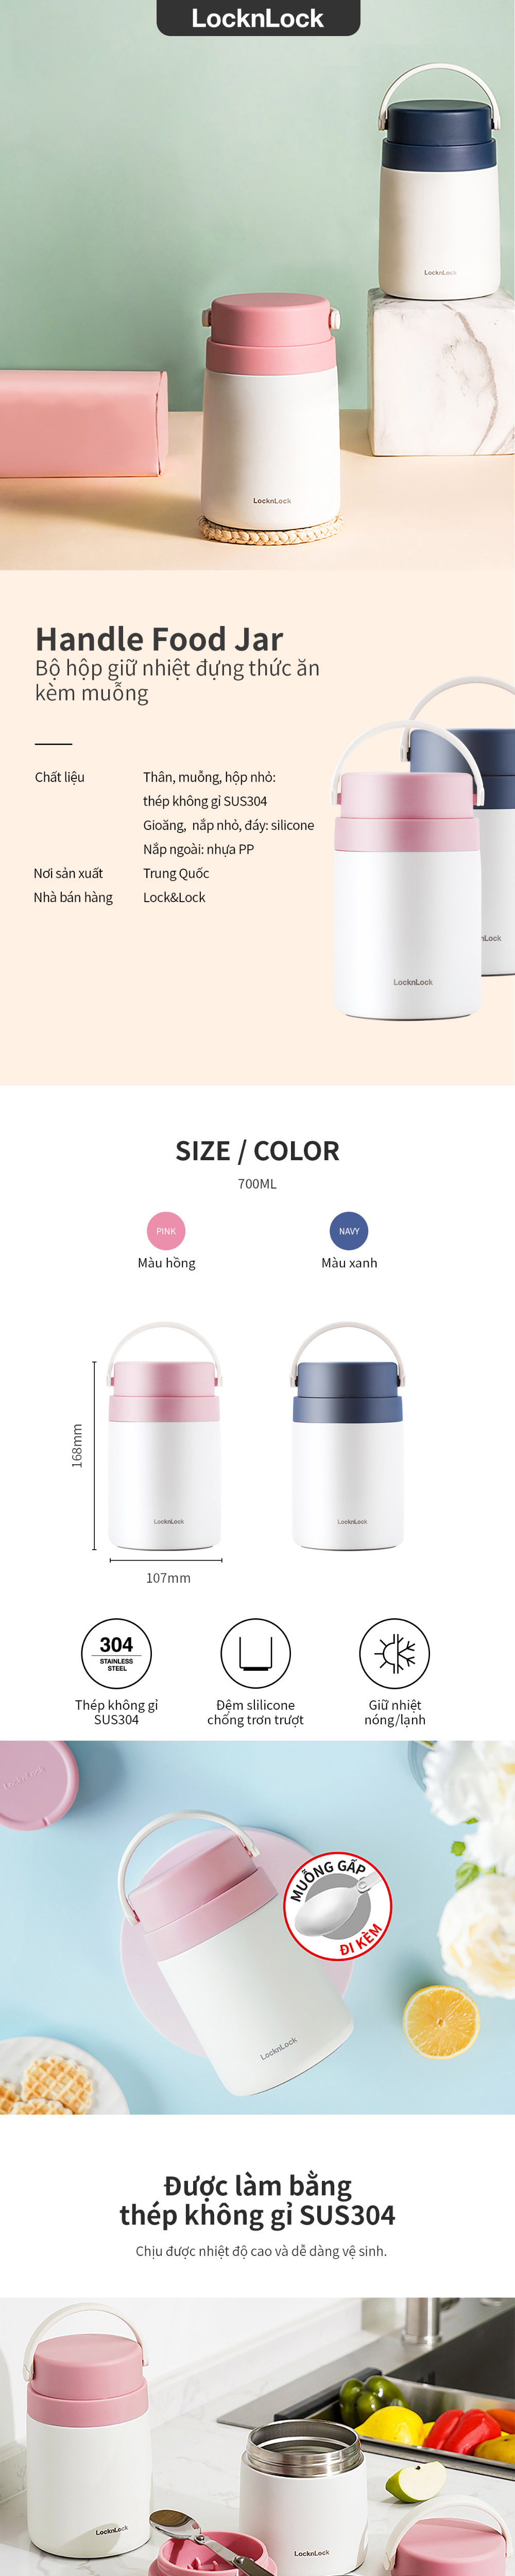 LocknLock
LocknLock
LocknLock
Handle Food Jar
Bộ hộp giữ nhiệt đựng thức ăn
kèm muỗng
Chất liệu
Thân, muỗng, hộp nhỏ:
thép không gỉ SUS304
Gioăng, nắp nhỏ, đáy: silicone
Nắp ngoài: nhựa PP
Nơi sản xuất
Trung Quốc
Nhà bán hàng
Lock&Lock
nLock
LocknLock
SIZE / COLOR
700ML
PINK
NAVY
Màu hồng
Màu xanh
168mm
LocknLock
LocknLock
107mm
304
STAINLESS
STEEL
Thép không gỉ
SUS304
Đêm slilicone
chống trơn trượt
Giữ nhiệt
nóng/lạnh
LocknLock
MUỖNG GẤP
ĐI KÈM
LocknLock
Được làm bằng
thép không gỉ SUS304
Chịu được nhiệt độ cao và dễ dàng vệ sinh.
LocknLock
LocknLock